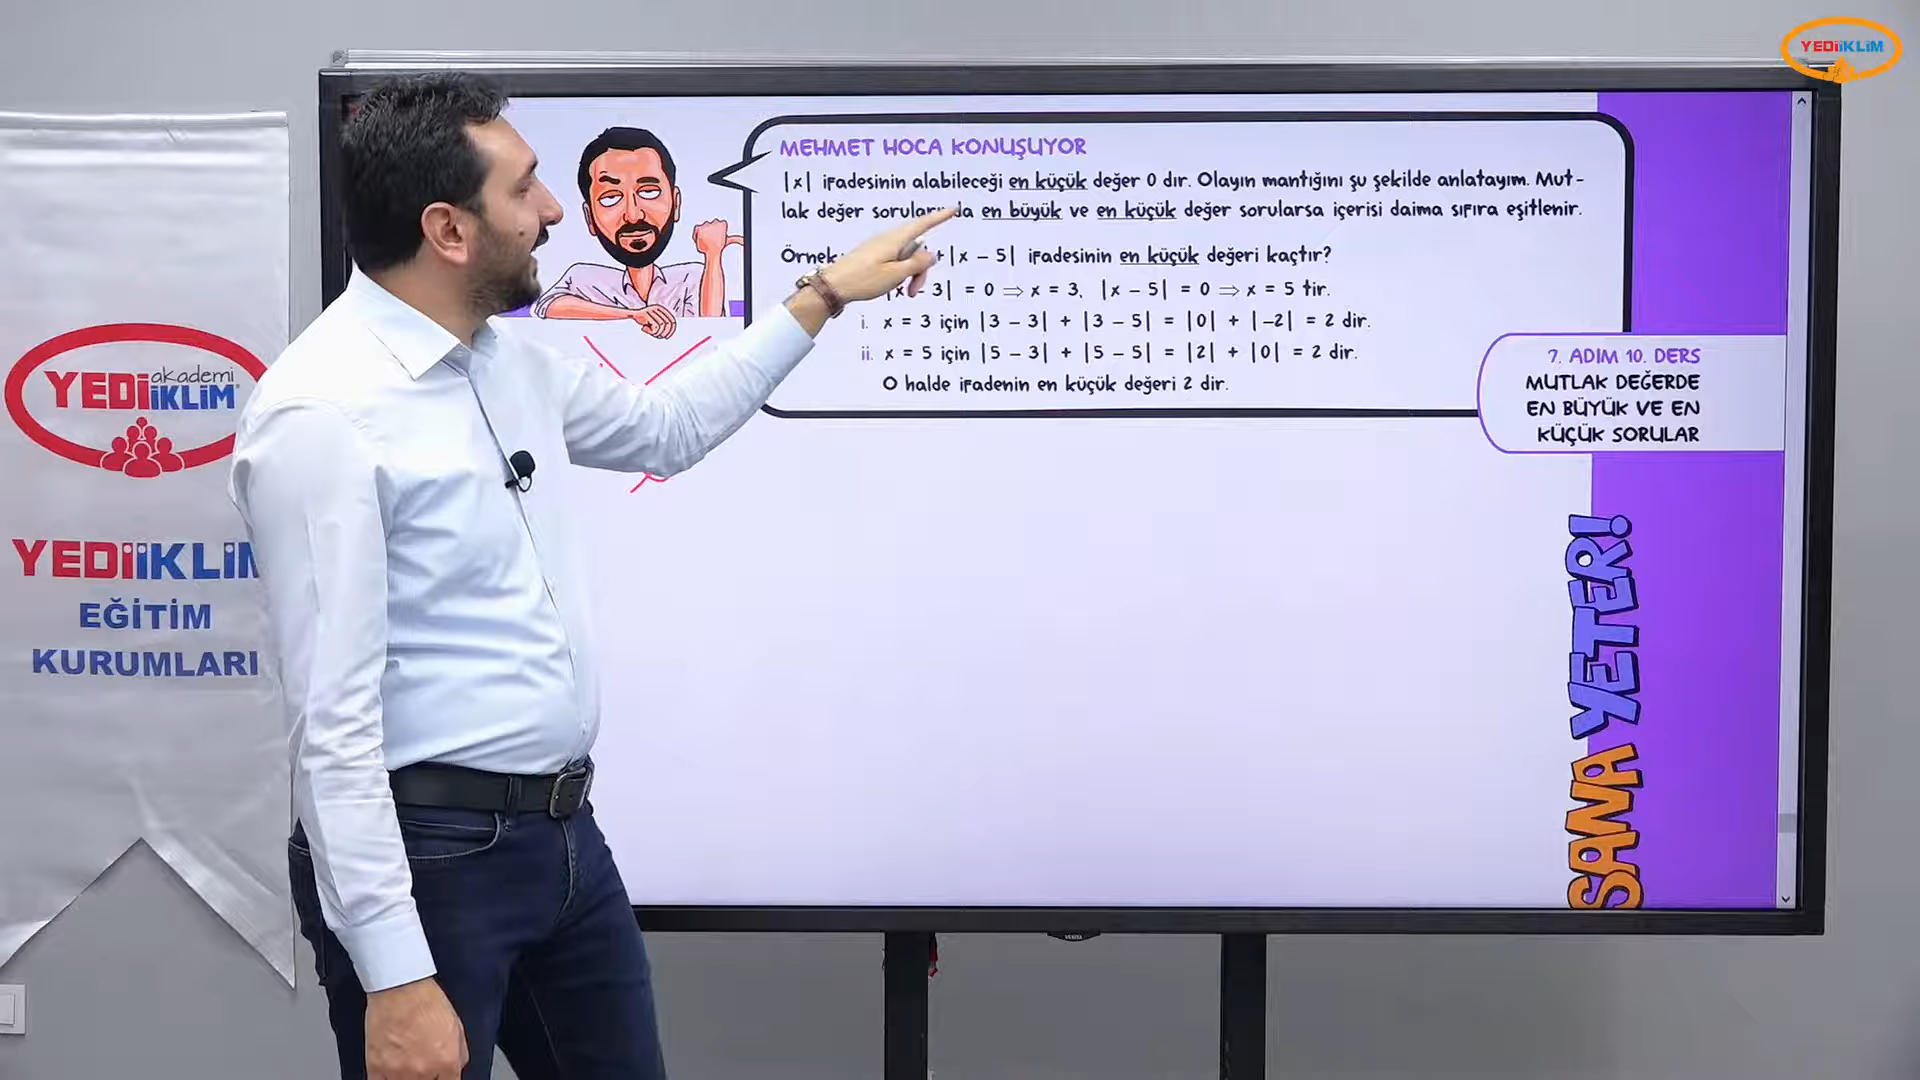 YEDİİKLİM
MEHMET HOCA KONUŞUYOR
|x| ifadesinin alabileceği en küçük değer 0 dır. Olayın mantığını şu şekilde anlatayım. Mut-
lak değer sorularında en büyük ve en küçük değer sorularsa içerisi daima sıfıra eşitlenir.
Örnek: + |x – 5| ifadesinin en küçük değeri kaçtır?
|x – 3| = 0 ⇒ x = 3, |x – 5| = 0 ⇒ x = 5 tir.
i. x = 3 için |3 – 3| + |3 – 5| = |0| + |–2| = 2 dir.
ii. x = 5 için |5 – 3| + |5 – 5| = |2| + |0| = 2 dir.
O halde ifadenin en küçük değeri 2 dir.
7. ADIM 10. DERS
MUTLAK DEĞERDE
EN BÜYÜK VE EN
KÜÇÜK SORULAR
SANA YETER!
akademi
YEDİİKLİM
YEDİİKLİM
EĞİTİM
KURUMLARI